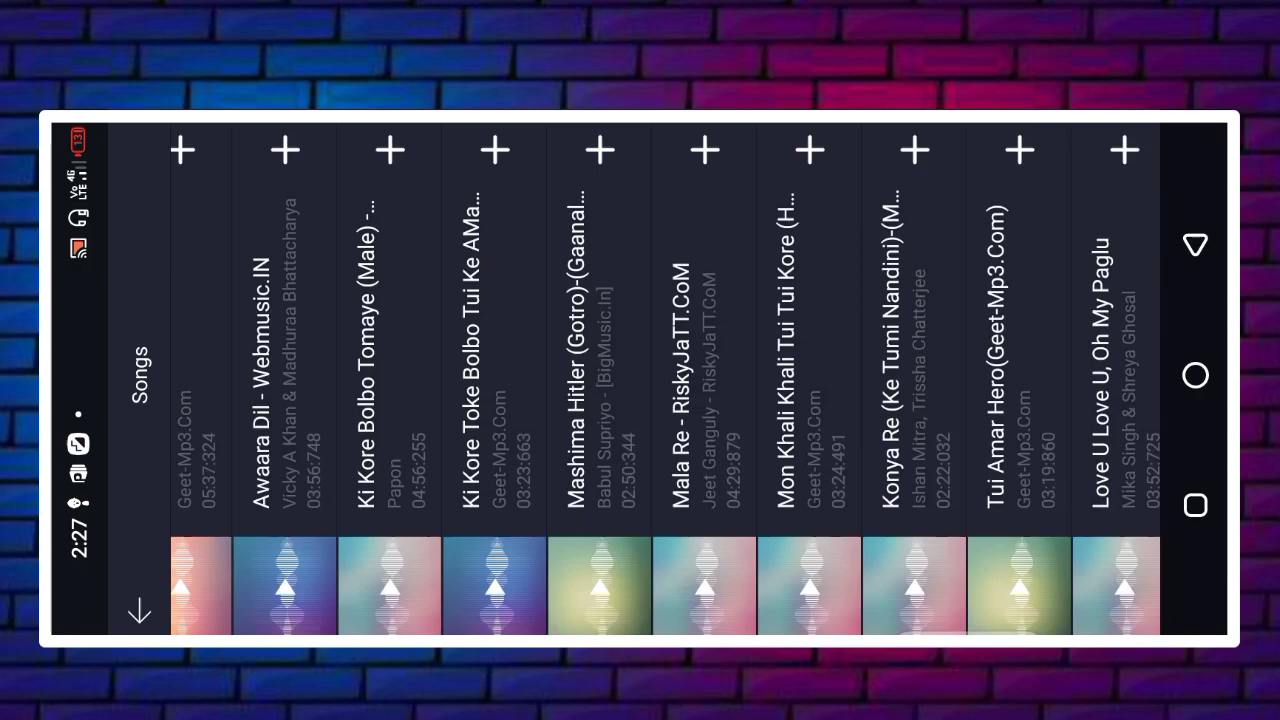 2:27
Vo 4G
LTE
13
Songs
Geet-Mp3.Com
05:37:324
Awaara Dil - Webmusic.IN
Vicky A Khan & Madhuraa Bhattacharya
03:56:748
Ki Kore Bolbo Tomaye (Male) -...
Papon
04:56:255
Ki Kore Toke Bolbo Tui Ke AMa...
Geet-Mp3.Com
03:23:663
Mashima Hitler (Gotro)-(Gaanal...
Babul Supriyo - [BigMusic.In]
02:50:344
Mala Re - RiskyJaTT.CoM
Jeet Ganguly - RiskyJaTT.CoM
04:29:879
Mon Khali Khali Tui Tui Kore (H...
Geet-Mp3.Com
03:24:491
Konya Re (Ke Tumi Nandini)-(M...
Ishan Mitra, Trissha Chatterjee
02:22:032
Tui Amar Hero(Geet-Mp3.Com)
Geet-Mp3.Com
03:19:860
Love U Love U, Oh My Paglu
Mika Singh & Shreya Ghosal
03:52:725